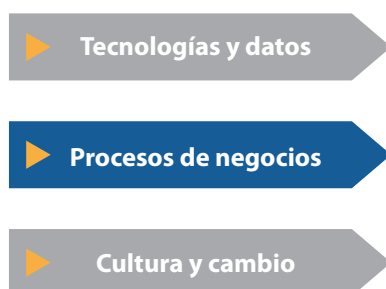 Tecnologías y datos
Procesos de negocios
Cultura y cambio